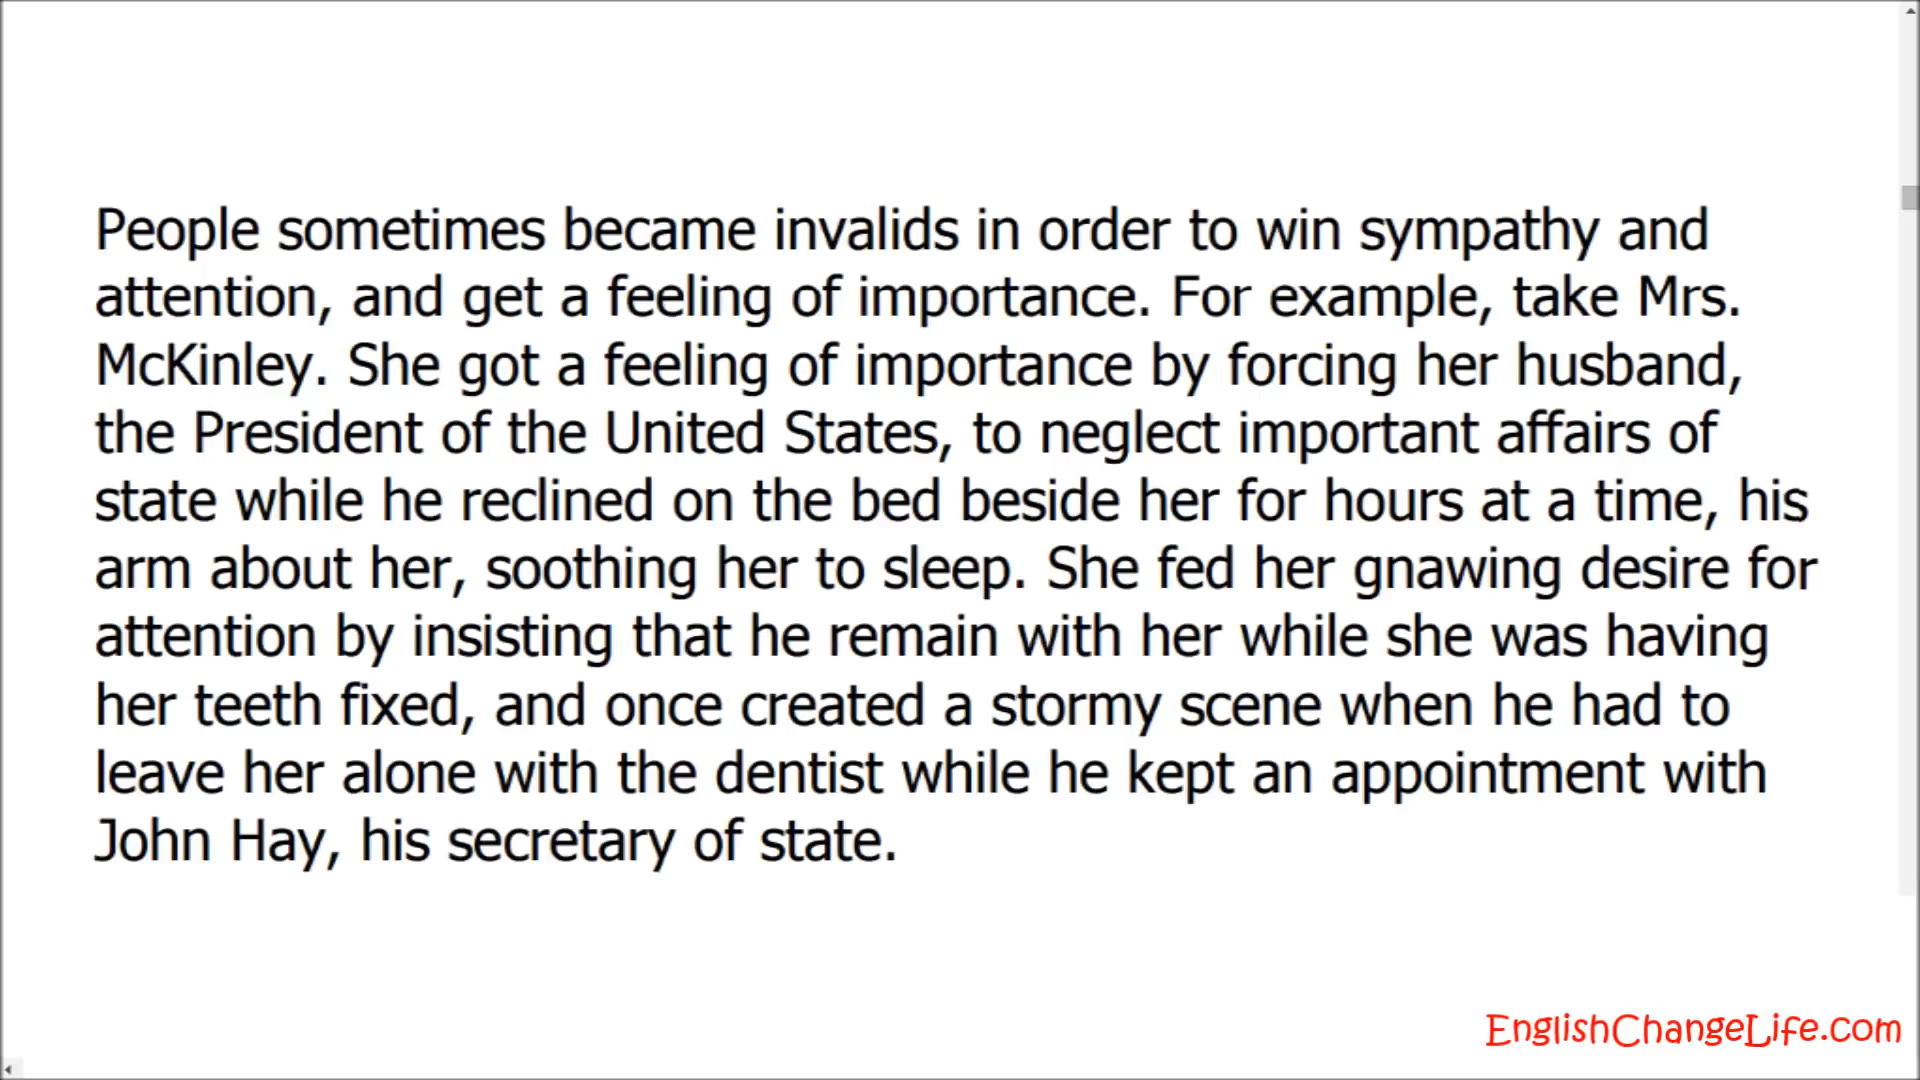 People sometimes became invalids in order to win sympathy and
attention, and get a feeling of importance. For example, take Mrs.
McKinley. She got a feeling of importance by forcing her husband,
the President of the United States, to neglect important affairs of
state while he reclined on the bed beside her for hours at a time, his
arm about her, soothing her to sleep. She fed her gnawing desire for
attention by insisting that he remain with her while she was having
her teeth fixed, and once created a stormy scene when he had to
leave her alone with the dentist while he kept an appointment with
John Hay, his secretary of state.
EnglishChangeLife.com